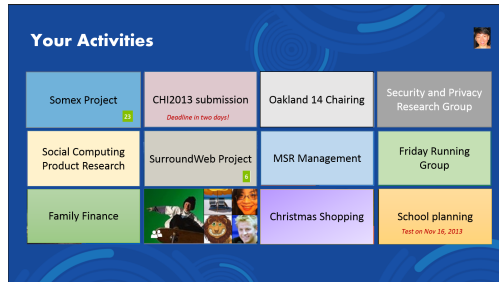 Your Activities
Somex Project
23
CHI2013 submission
Deadline in two days!
Oakland 14 Chairing
Security and Privacy
Research Group
Social Computing
Product Research
SurroundWeb Project
6
MSR Management
Friday Running
Group
Family Finance
Christmas Shopping
School planning
Test on Nov 16, 2013